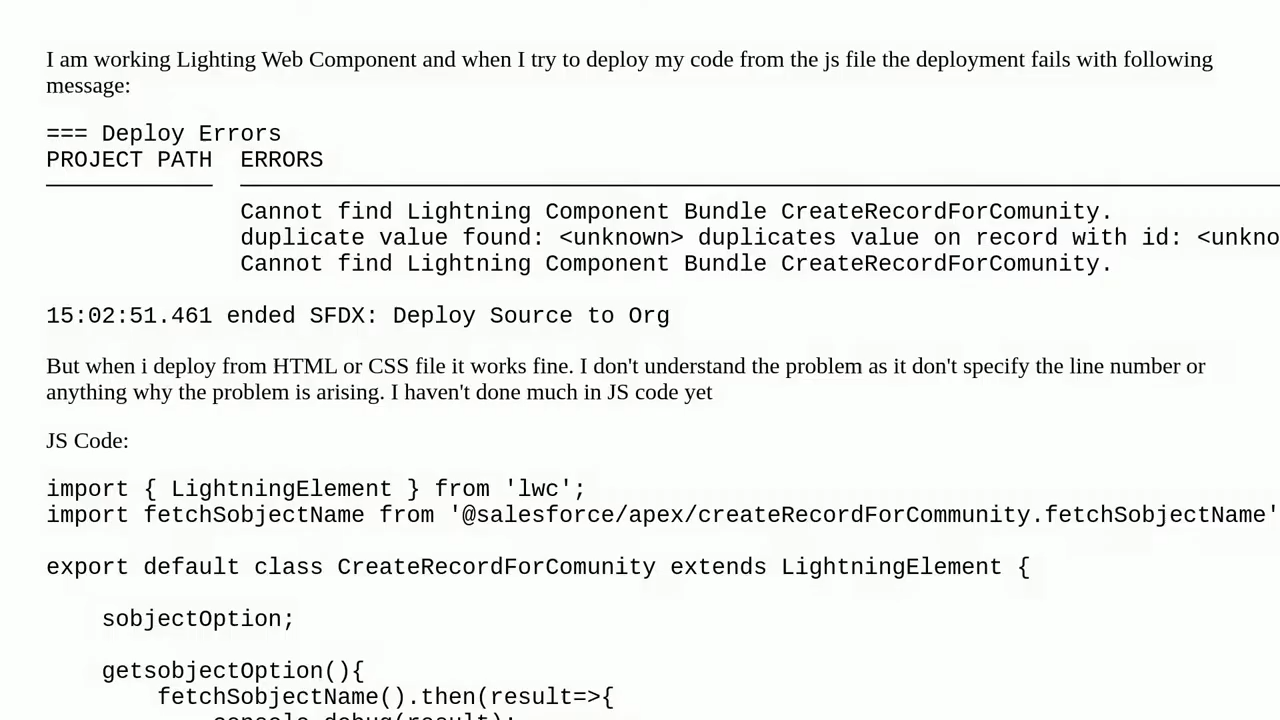 I am working Lighting Web Component and when I try to deploy my code from the js file the deployment fails with following
message:
=== Deploy Errors
PROJECT PATH  ERRORS
Cannot find Lightning Component Bundle CreateRecordForComunity.
duplicate value found: <unknown> duplicates value on record with id: <unkno
Cannot find Lightning Component Bundle CreateRecordForComunity.
15:02:51.461 ended SFDX: Deploy Source to Org
But when i deploy from HTML or CSS file it works fine. I don't understand the problem as it don't specify the line number or
anything why the problem is arising. I haven't done much in JS code yet
JS Code:
import { LightningElement } from 'lwc';
import fetchSobjectName from '@salesforce/apex/createRecordForCommunity.fetchSobjectName'
export default class CreateRecordForComunity extends LightningElement {
    sobjectOption;
    getsobjectOption(){
        fetchSobjectName().then(result=>{
            console.debug(result);